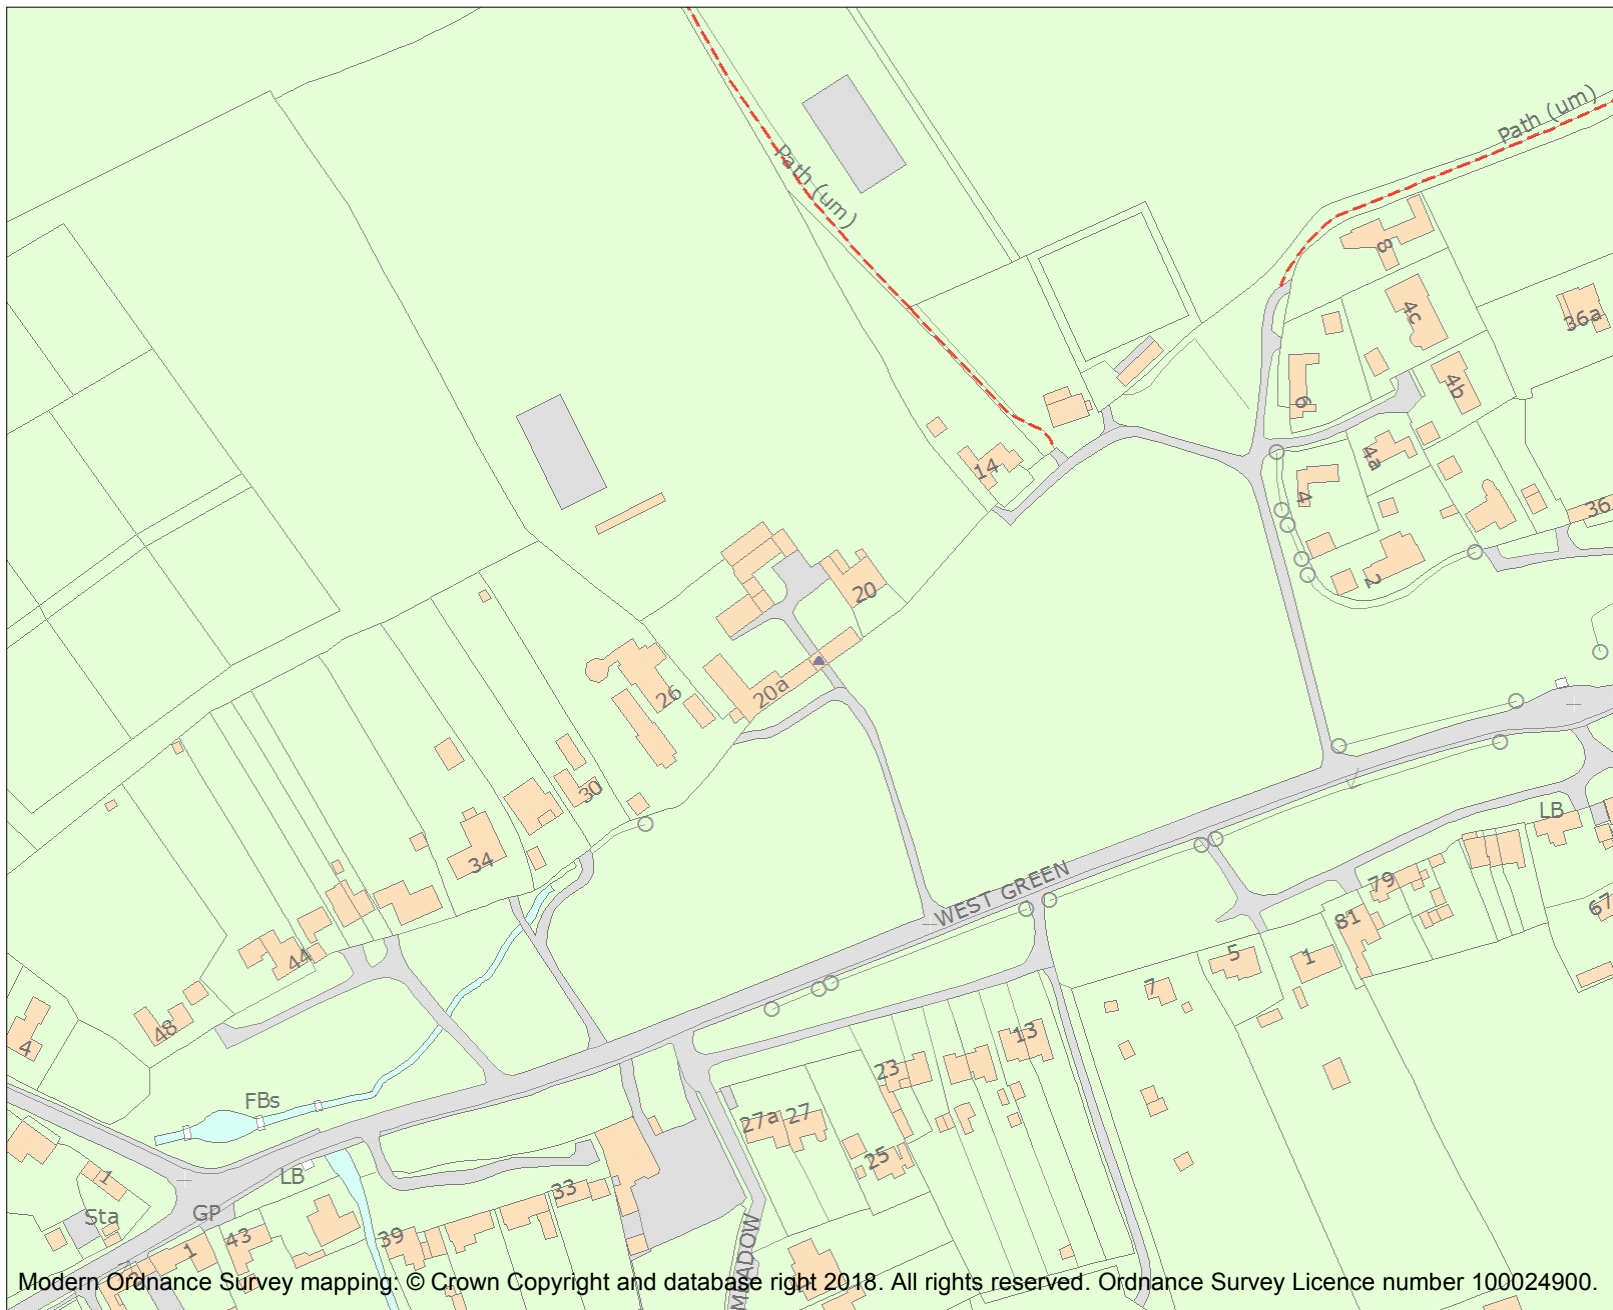 Path (um)
Path (um)
8
4c
36a
6
4b
4a
14
4
36
2
20
26
20a
30
LB
34
WEST GREEN
79
67
81
44
5
1
7
48
13
4
23
FBs
27a
27
25
1
LB
33
Sta
GP
43
39
1
MEADOW
Modern Ordnance Survey mapping: © Crown Copyright and database right 2018. All rights reserved. Ordnance Survey Licence number 100024900.